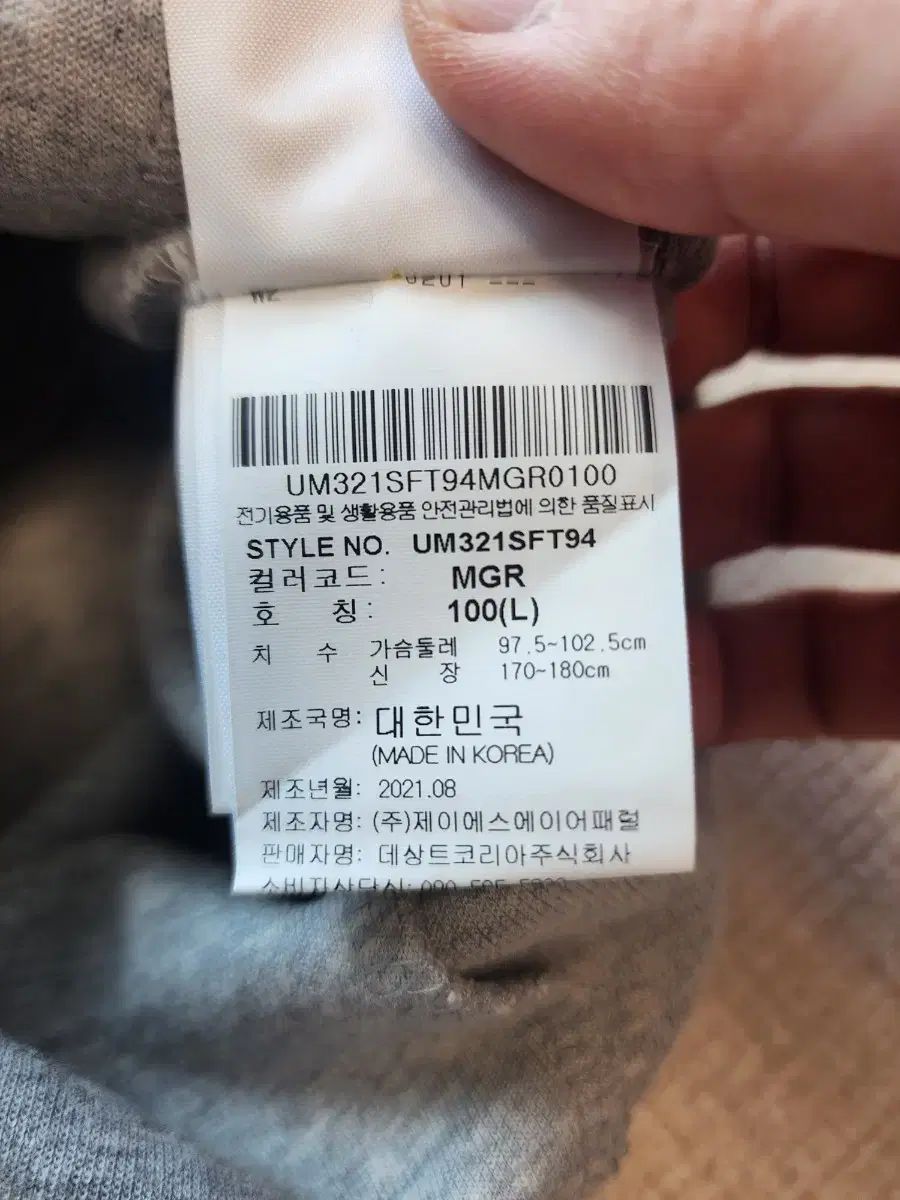 UM321SFT94MGR0100
전기용품 및 생활용품 안전관리법에 의한 품질표시
STYLE NO. UM321SFT94
컬러코드: MGR
호 칭: 100(L)
치 수 가슴둘레 97.5~102.5cm
신 장 170~180cm
제조국명: 대한민국
(MADE IN KOREA)
제조년월: 2021.08
제조자명: (주)제이에스에이어패럴
판매자명: 데상트코리아주식회사